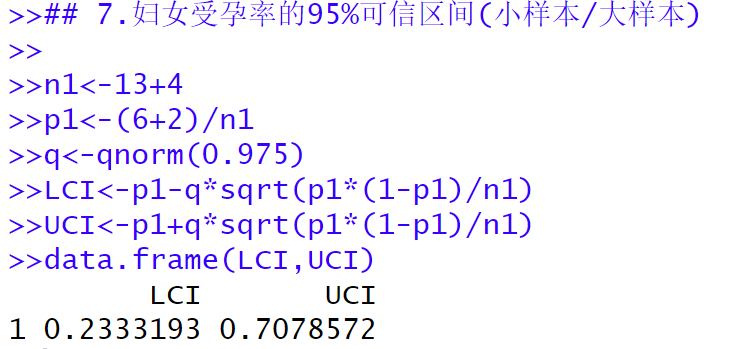 >>## 7.妇女受孕率的95%可信区间(小样本/大样本)
>>
>>n1<-13+4
>>p1<-(6+2)/n1
>>q<-qnorm(0.975)
>>LCI<-p1-q*sqrt(p1*(1-p1)/n1)
>>UCI<-p1+q*sqrt(p1*(1-p1)/n1)
>>data.frame(LCI,UCI)
LCI UCI
1 0.2333193 0.7078572